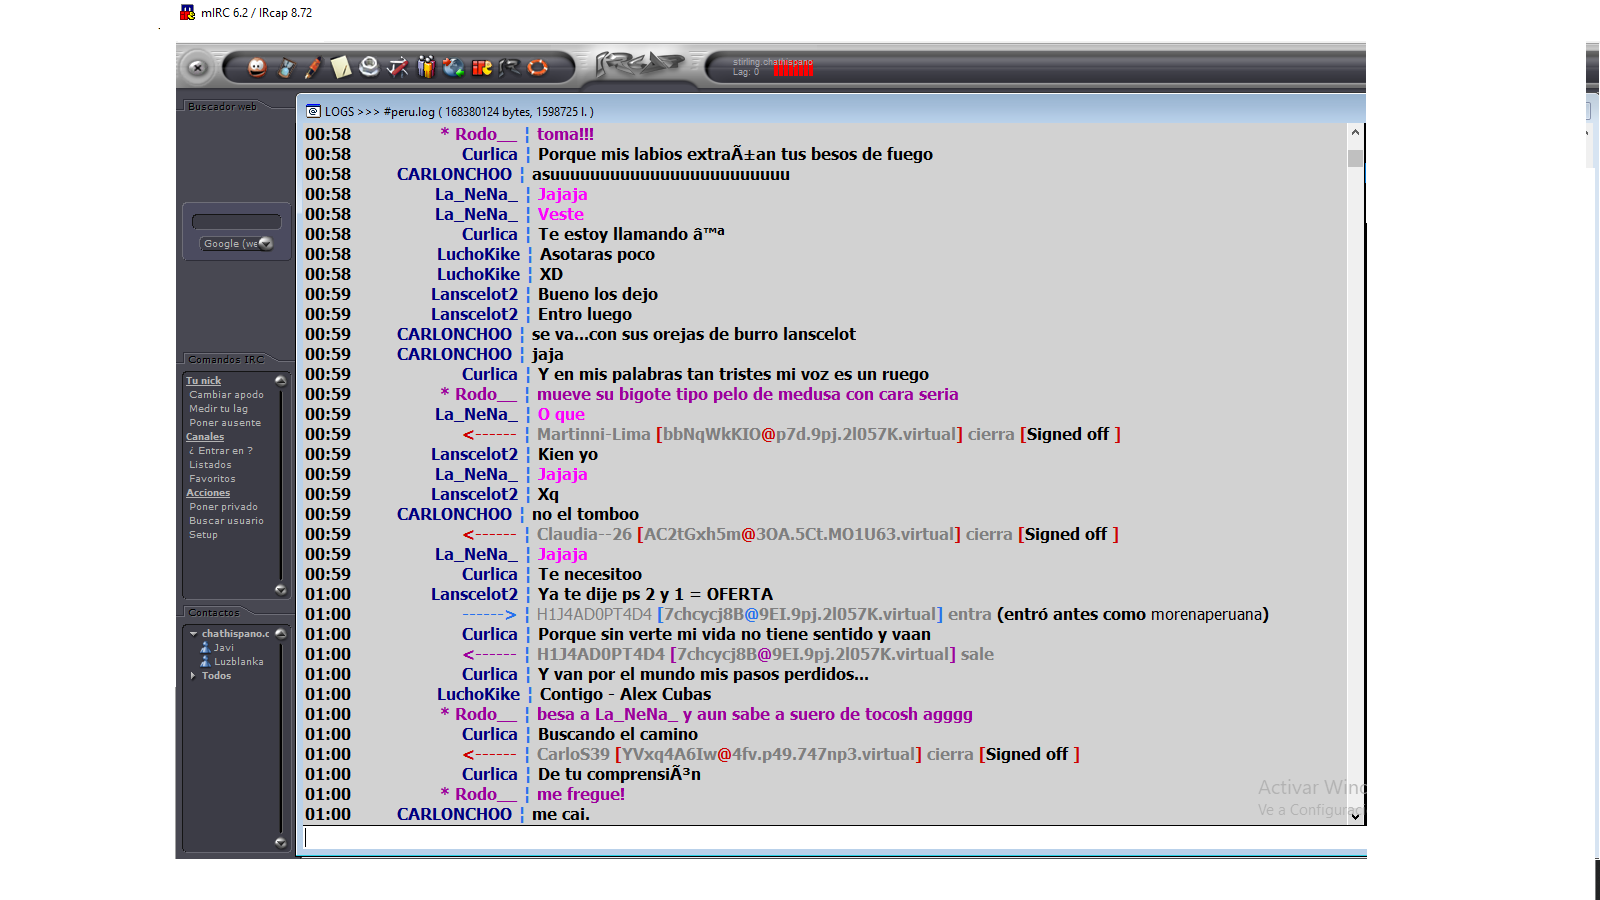 mIRC 6.2 / IRcap 8.72
stirling.chathispano
Lag: 0
Buscador web
LOGS >>> #peru.log ( 168380124 bytes, 1598725 l. )
Google (we
Comandos IRC
Tu nick
Cambiar apodo
Medir tu lag
Poner ausente
Canales
¿ Entrar en ?
Listados
Favoritos
Acciones
Poner privado
Buscar usuario
Setup
Contactos
chathispano.c
Javi
Luzblanka
Todos
00:58 * Rodo__ ¦ toma!!!
00:58 Curlica ¦ Porque mis labios extraÃ±an tus besos de fuego
00:58 CARLONCHOO ¦ asuuuuuuuuuuuuuuuuuuuuuuuu
00:58 La_NeNa_ ¦ Jajaja
00:58 La_NeNa_ ¦ Veste
00:58 Curlica ¦ Te estoy llamando â™ª
00:58 LuchoKike ¦ Asotaras poco
00:58 LuchoKike ¦ XD
00:59 Lanscelot2 ¦ Bueno los dejo
00:59 Lanscelot2 ¦ Entro luego
00:59 CARLONCHOO ¦ se va...con sus orejas de burro lanscelot
00:59 CARLONCHOO ¦ jaja
00:59 Curlica ¦ Y en mis palabras tan tristes mi voz es un ruego
00:59 * Rodo__ ¦ mueve su bigote tipo pelo de medusa con cara seria
00:59 La_NeNa_ ¦ O que
00:59 <------ ¦ Martinni-Lima [bbNqWkKIO@p7d.9pj.2l057K.virtual] cierra [Signed off ]
00:59 Lanscelot2 ¦ Kien yo
00:59 La_NeNa_ ¦ Jajaja
00:59 Lanscelot2 ¦ Xq
00:59 CARLONCHOO ¦ no el tomboo
00:59 <------ ¦ Claudia--26 [AC2tGxh5m@3OA.5Ct.MO1U63.virtual] cierra [Signed off ]
00:59 La_NeNa_ ¦ Jajaja
00:59 Curlica ¦ Te necesitoo
01:00 Lanscelot2 ¦ Ya te dije ps 2 y 1 = OFERTA
01:00 ------> ¦ H1J4AD0PT4D4 [7chcycj8B@9EI.9pj.2l057K.virtual] entra (entró antes como morenaperuana)
01:00 Curlica ¦ Porque sin verte mi vida no tiene sentido y vaan
01:00 <------ ¦ H1J4AD0PT4D4 [7chcycj8B@9EI.9pj.2l057K.virtual] sale
01:00 Curlica ¦ Y van por el mundo mis pasos perdidos...
01:00 LuchoKike ¦ Contigo - Alex Cubas
01:00 * Rodo__ ¦ besa a La_NeNa_ y aun sabe a suero de tocosh agggg
01:00 Curlica ¦ Buscando el camino
01:00 <------ ¦ CarloS39 [YVxq4A6Iw@4fv.p49.747np3.virtual] cierra [Signed off ]
01:00 Curlica ¦ De tu comprensiÃ³n
01:00 * Rodo__ ¦ me fregue!
01:00 CARLONCHOO ¦ me cai.
Activar Wind
Ve a Configurac